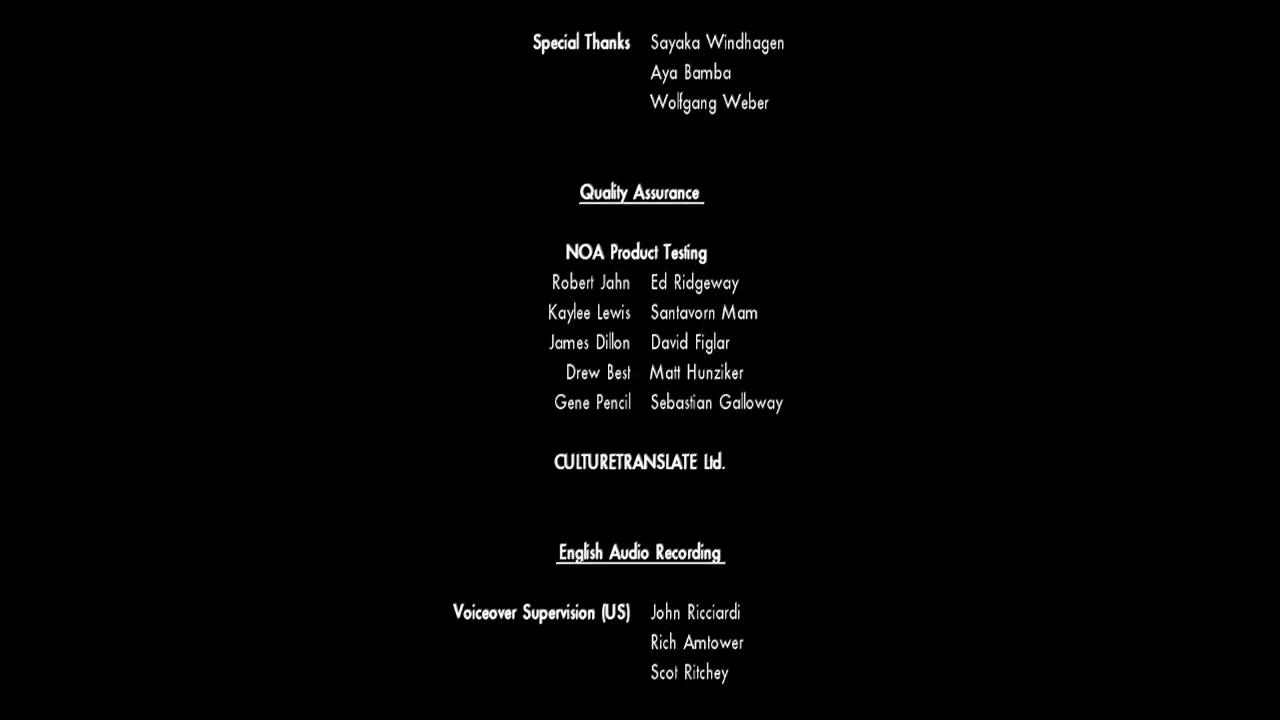 Special Thanks Sayaka Windhagen
Aya Bamba
Wolfgang Weber
Quality Assurance
NOA Product Testing
Robert Jahn Ed Ridgeway
Kaylee Lewis Santavorn Mam
James Dillon David Figlar
Drew Best Matt Hunziker
Gene Pencil Sebastian Galloway
CULTURETRANSLATE Ltd.
English Audio Recording
Voiceover Supervision (US) John Ricciardi
Rich Amtower
Scot Ritchey